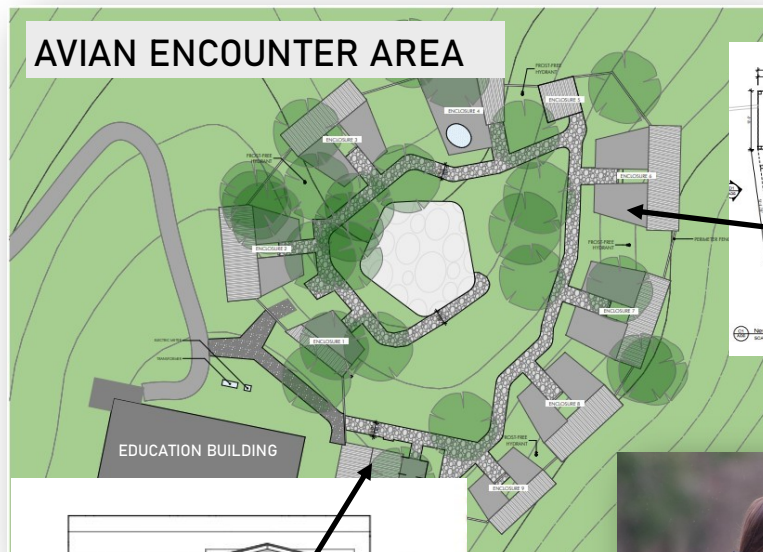 AVIAN ENCOUNTER AREA
FROST-FREE
HYDRANT
ENCLOSURE 5
ENCLOSURE 4
ENCLOSURE 3
FROST-FREE
HYDRANT
ENCLOSURE 6
ENCLOSURE 2
FROST-FREE
HYDRANT
PERIMETER FEN
ENCLOSURE 7
ENCLOSURE 1
ENCLOSURE 8
FROST-FREE
HYDRANT
EDUCATION BUILDING
ENCLOSURE 9